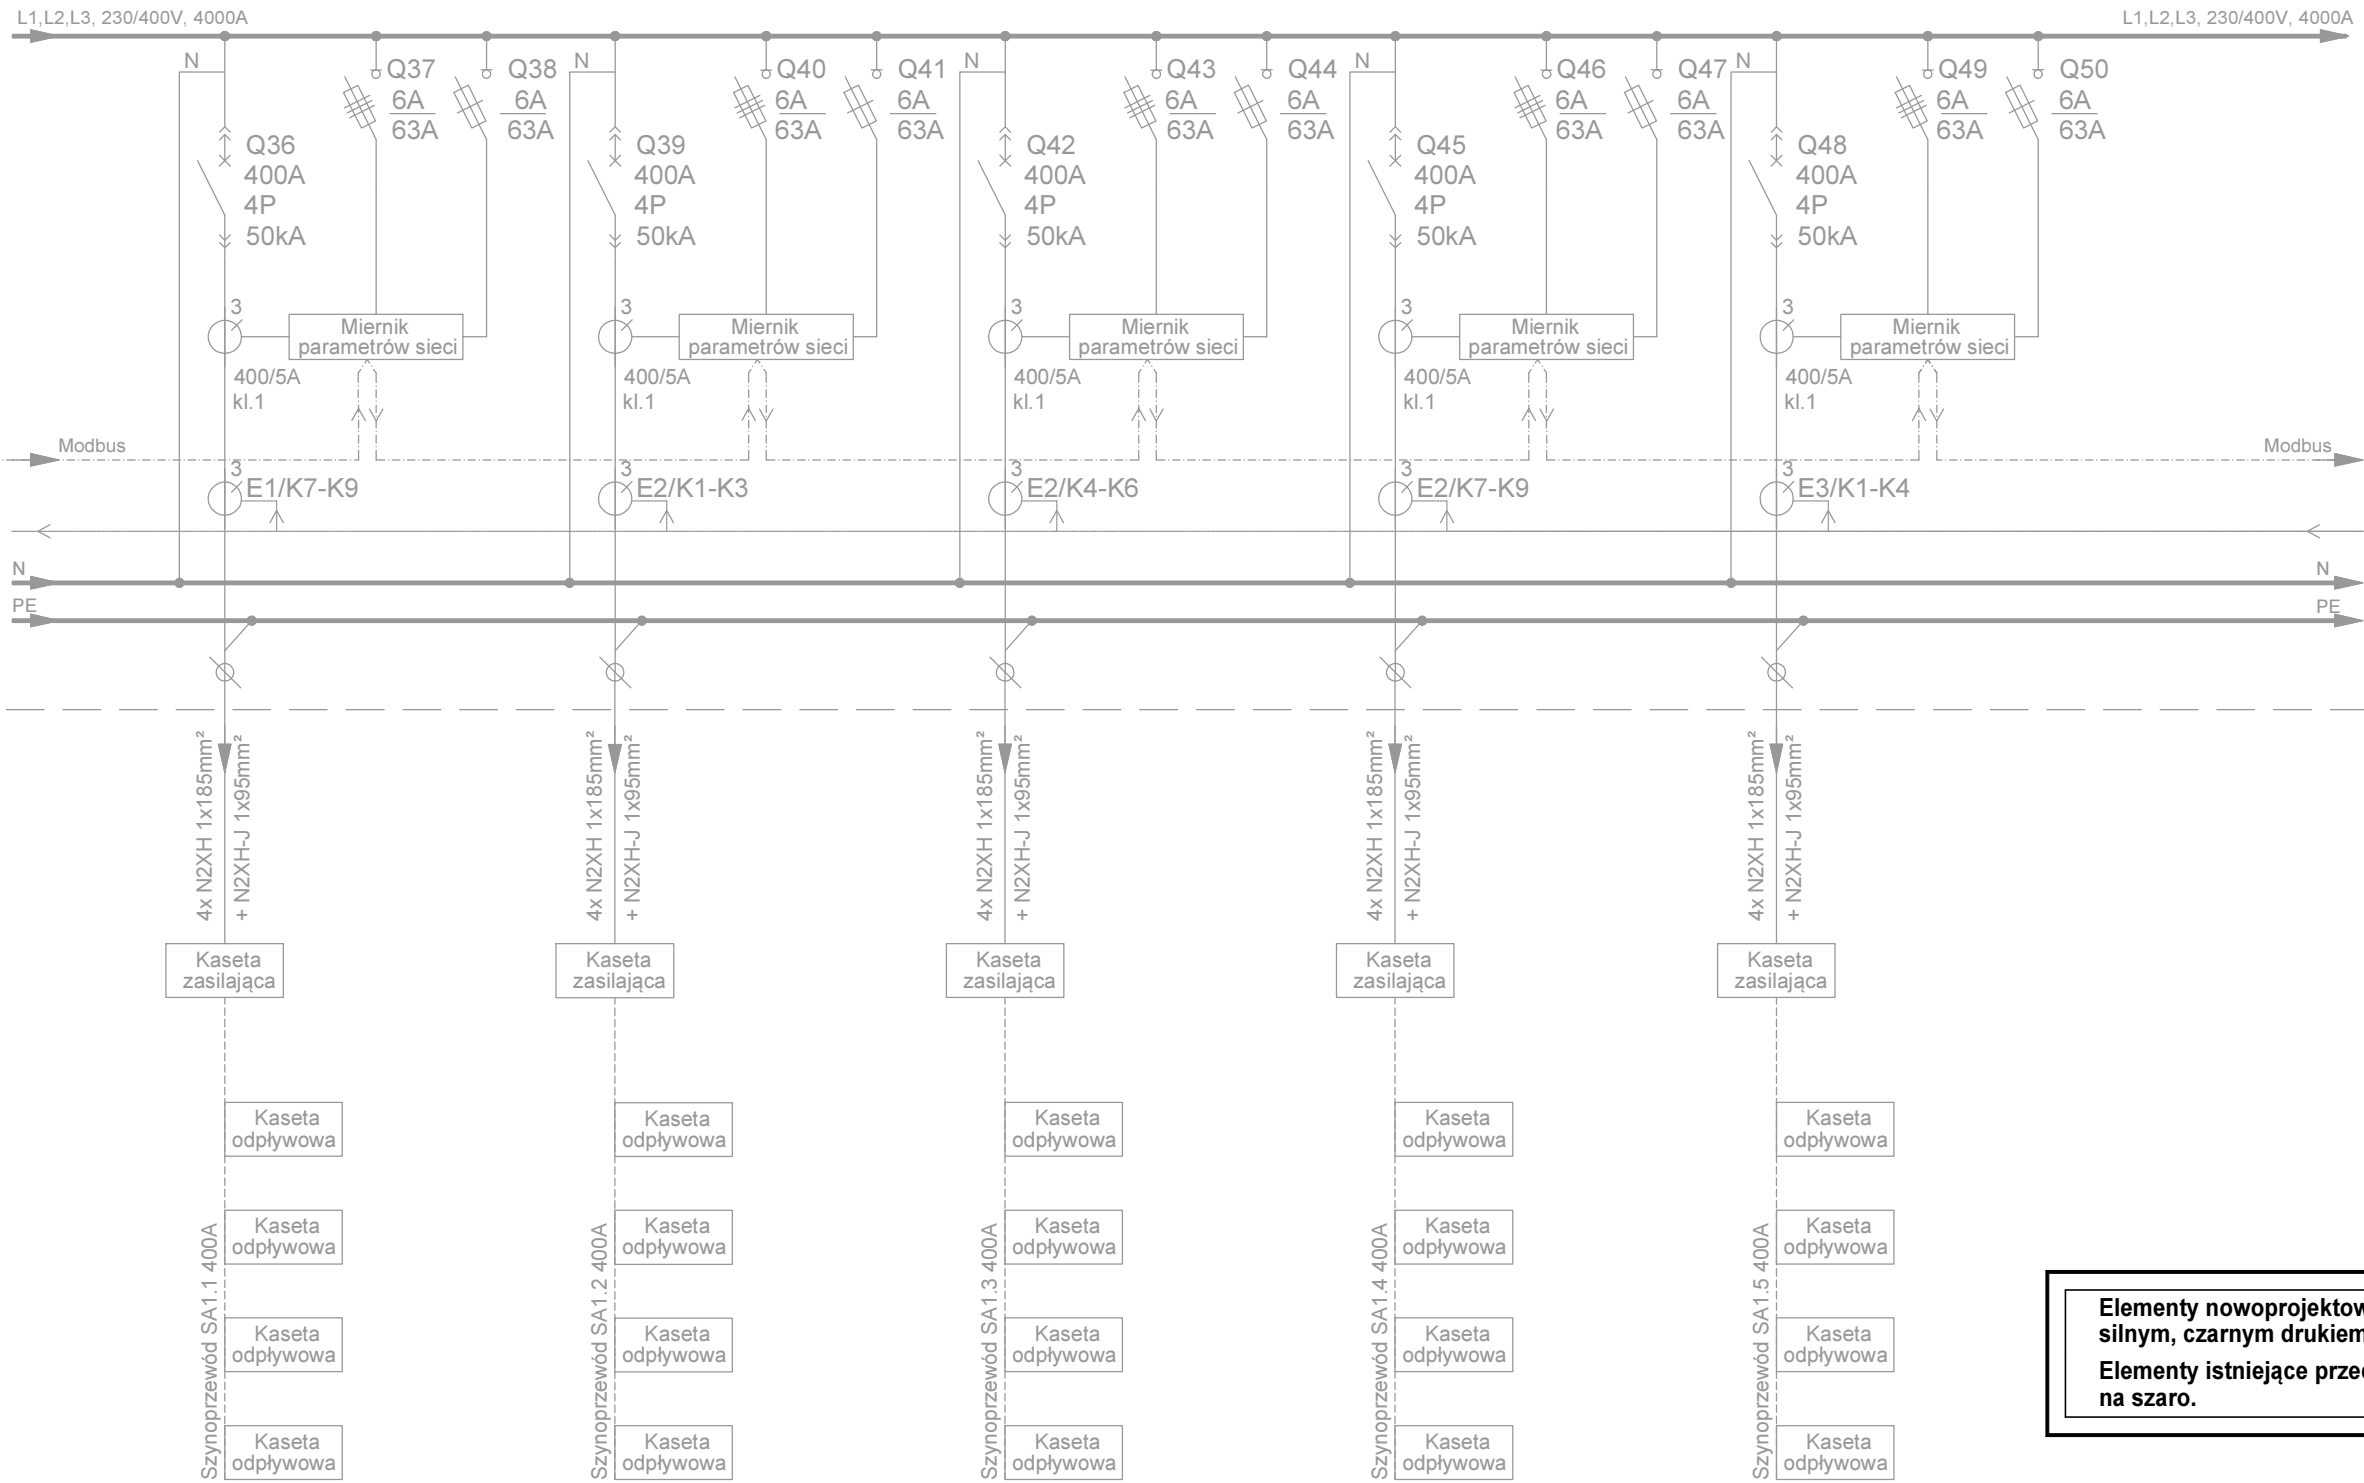 L1,L2,L3, 230/400V, 4000A
L1,L2,L3, 230/400V, 4000A
N
Q37
6A
63A
Q38
6A
63A
N
Q40
6A
63A
Q41
6A
63A
N
Q43
6A
63A
Q44
6A
63A
N
Q46
6A
63A
Q47
6A
63A
N
Q49
6A
63A
Q50
6A
63A
Q36
400A
4P
50kA
Q39
400A
4P
50kA
Q42
400A
4P
50kA
Q45
400A
4P
50kA
Q48
400A
4P
50kA
3
Miernik
parametrów sieci
400/5A
kl.1
3
Miernik
parametrów sieci
400/5A
kl.1
3
Miernik
parametrów sieci
400/5A
kl.1
3
Miernik
parametrów sieci
400/5A
kl.1
3
Miernik
parametrów sieci
400/5A
kl.1
Modbus
Modbus
3
E1/K7-K9
3
E2/K1-K3
3
E2/K4-K6
3
E2/K7-K9
3
E3/K1-K4
N
N
PE
PE
4x N2XH 1x185mm²
+ N2XH-J 1x95mm²
4x N2XH 1x185mm²
+ N2XH-J 1x95mm²
4x N2XH 1x185mm²
+ N2XH-J 1x95mm²
4x N2XH 1x185mm²
+ N2XH-J 1x95mm²
4x N2XH 1x185mm²
+ N2XH-J 1x95mm²
Kaseta
zasilająca
Kaseta
zasilająca
Kaseta
zasilająca
Kaseta
zasilająca
Kaseta
zasilająca
Szynoprzewód SA1.1 400A
Kaseta
odpływowa
Kaseta
odpływowa
Kaseta
odpływowa
Kaseta
odpływowa
Szynoprzewód SA1.2 400A
Kaseta
odpływowa
Kaseta
odpływowa
Kaseta
odpływowa
Kaseta
odpływowa
Szynoprzewód SA1.3 400A
Kaseta
odpływowa
Kaseta
odpływowa
Kaseta
odpływowa
Kaseta
odpływowa
Szynoprzewód SA1.4 400A
Kaseta
odpływowa
Kaseta
odpływowa
Kaseta
odpływowa
Kaseta
odpływowa
Szynoprzewód SA1.5 400A
Kaseta
odpływowa
Kaseta
odpływowa
Kaseta
odpływowa
Kaseta
odpływowa
Elementy
silnym, czarnym drukiem
Elementy istniejące
na szaro.